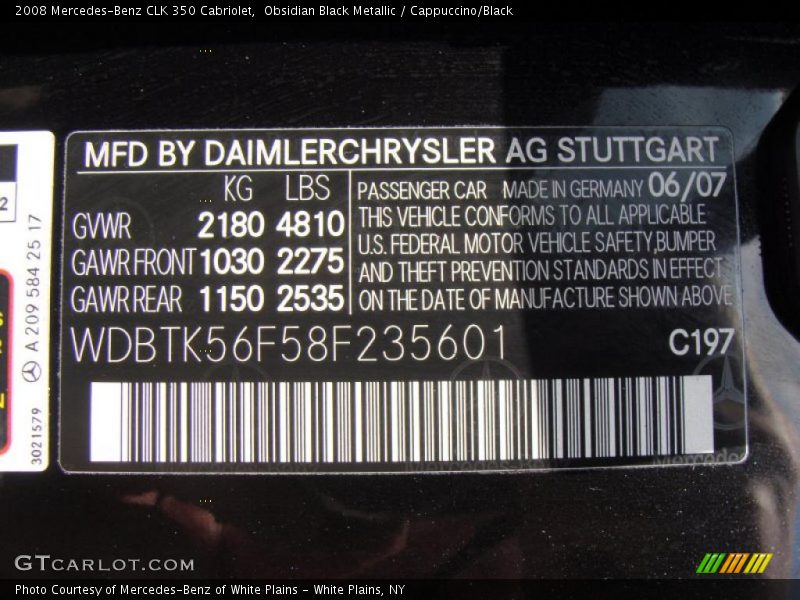 2008 Mercedes-Benz CLK 350 Cabriolet,  Obsidian Black Metallic / Cappuccino/Black
MFD BY DAIMLERCHRYSLER AG STUTTGART
KG LBS
GVWR 2180 4810
GAWR FRONT 1030 2275
GAWR REAR 1150 2535
PASSENGER CAR MADE IN GERMANY 06/07
THIS VEHICLE CONFORMS TO ALL APPLICABLE
U.S. FEDERAL MOTOR VEHICLE SAFETY,BUMPER
AND THEFT PREVENTION STANDARDS IN EFFECT
ON THE DATE OF MANUFACTURE SHOWN ABOVE
WDBTK56F58F235601 C197
2
A 209 584 25 17
3021579
GTCARLOT.COM
Photo Courtesy of Mercedes-Benz of White Plains - White Plains, NY